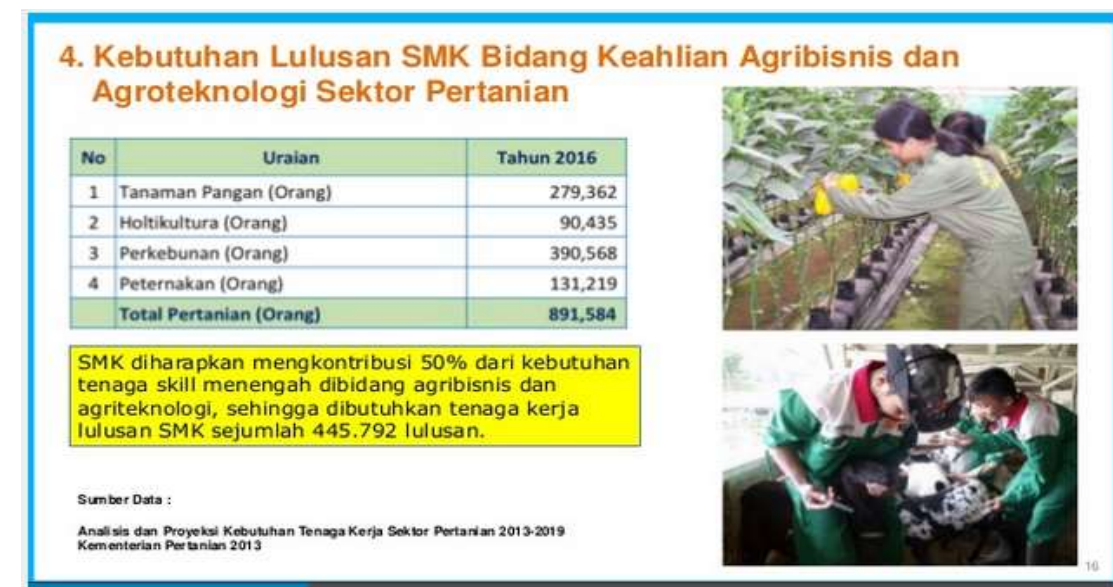 4. Kebutuhan Lulusan SMK Bidang Keahlian Agribisnis dan
Agroteknologi Sektor Pertanian
No Uraian Tahun 2016
1 Tanaman Pangan (Orang) 279,362
2 Holtikultura (Orang) 90,435
3 Perkebunan (Orang) 390,568
4 Peternakan (Orang) 131,219
Total Pertanian (Orang) 891,584
SMK diharapkan mengkontribusi 50% dari kebutuhan
tenaga skill menengah dibidang agribisnis dan
agriteknologi, sehingga dibutuhkan tenaga kerja
lulusan SMK sejumlah 445.792 lulusan.
Sumber Data :
Analisis dan Proyeksi Kebutuhan Tenaga Kerja Sektor Pertanian 2013-2019
Kementerian Pertanian 2013
16